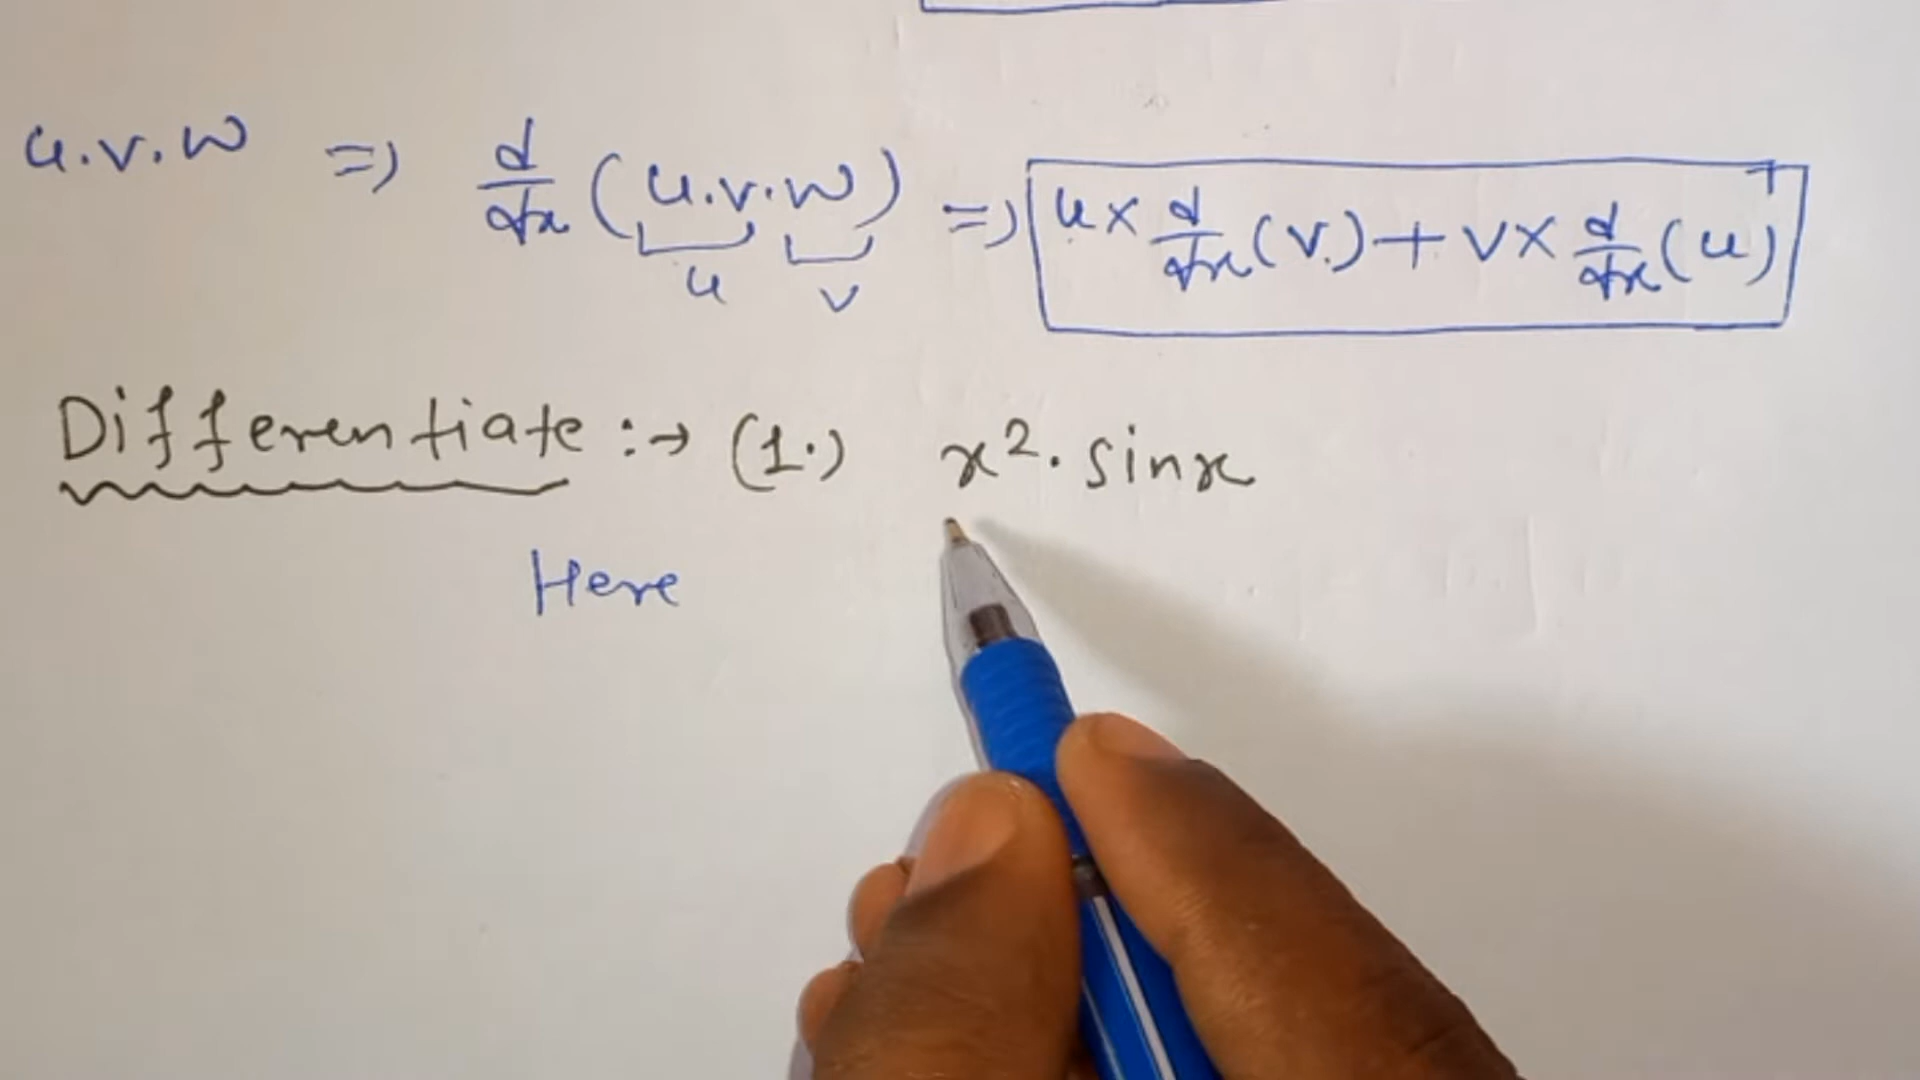 u.v.w => d/dx (u.v.w) => u × d/dx (v) + v × d/dx (u)
u v
Differentiate :→ (1.) x². sinx
Here